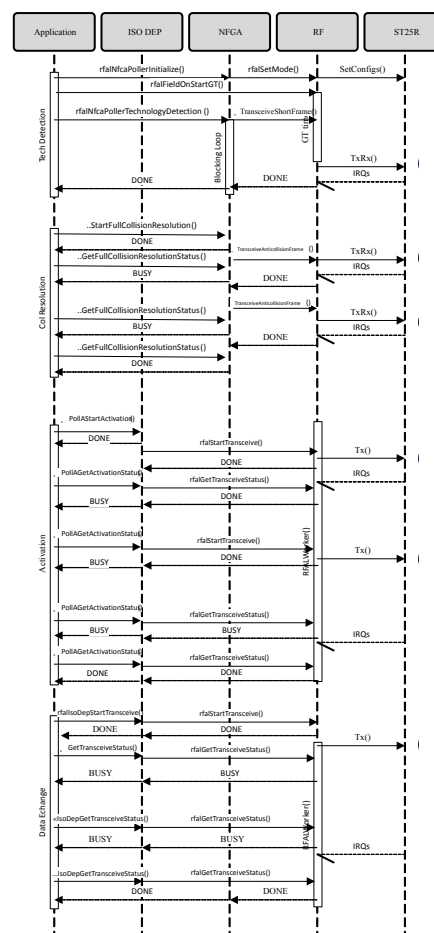 Application ISO DEP NFGA RF ST25R
rfalNfcaPollerInitialize() rfalSetMode() SetConfigs()
rfalFieldOnStartGT()
rfalNfcaPollerTechnologyDetection () TransceiveShortFrame()
Tech Detection
Blocking Loop
GT tim
TxRx()
DONE DONE IRQs
..StartFullCollisionResolution()
DONE TransceiveAnticollisionFrame ()
..GetFullCollisionResolutionStatus() TxRx()
BUSY DONE IRQs
TransceiveAnticollisionFrame ()
..GetFullCollisionResolutionStatus() TxRx()
BUSY DONE IRQs
..GetFullCollisionResolutionStatus()
DONE
Col Resolution
PollAStartActivation()
DONE rfalStartTransceive() Tx()
DONE
PollAGetActivationStatus() rfalGetTransceiveStatus() IRQs
BUSY DONE
PollAGetActivationStatus() rfalStartTransceive()
BUSY DONE Tx()
Activation
RFALWorker()
PollAGetActivationStatus() rfalGetTransceiveStatus()
BUSY BUSY IRQs
PollAGetActivationStatus() rfalGetTransceiveStatus()
DONE DONE
rfalIsoDepStartTransceive() rfalStartTransceive()
DONE DONE Tx()
GetTransceiveStatus() rfalGetTransceiveStatus()
BUSY BUSY
Data Echange
RFALWorker()
IsoDepGetTransceiveStatus() rfalGetTransceiveStatus()
BUSY BUSY IRQs
...IsoDepGetTransceiveStatus() rfalGetTransceiveStatus()
DONE DONE